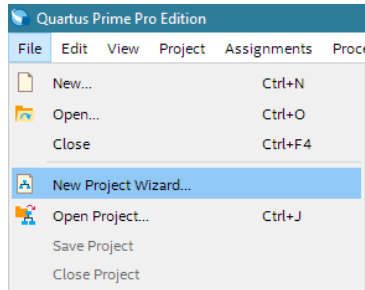 Quartus Prime Pro Edition
File Edit View Project Assignments
New... Ctrl+N
Open... Ctrl+O
Close Ctrl+F4
New Project Wizard...
Open Project... Ctrl+J
Save Project
Close Project